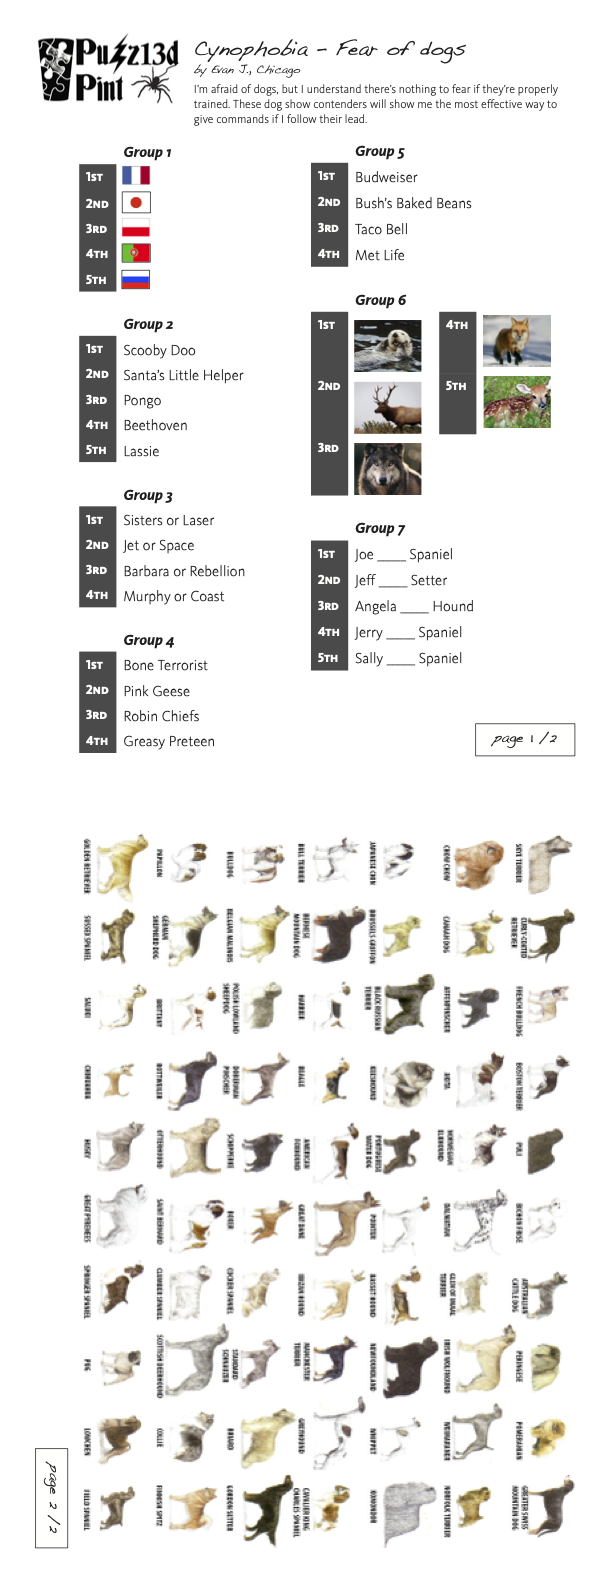 Puzzl3d
Pint
Cynophobia - Fear of dogs
by Evan J., Chicago
I'm afraid of dogs, but I understand there's nothing to fear if they're properly
trained. These dog show contenders will show me the most effective way to
give commands if I follow their lead.
Group 1
1ST
2ND
3RD
4TH
5TH
Group 2
1ST Scooby Doo
2ND Santa's Little Helper
3RD Pongo
4TH Beethoven
5TH Lassie
Group 3
1ST Sisters or Laser
2ND Jet or Space
3RD Barbara or Rebellion
4TH Murphy or Coast
Group 4
1ST Bone Terrorist
2ND Pink Geese
3RD Robin Chiefs
4TH Greasy Preteen
Group 5
1ST Budweiser
2ND Bush's Baked Beans
3RD Taco Bell
4TH Met Life
Group 6
1ST
2ND
3RD
4TH
5TH
Group 7
1ST Joe ____ Spaniel
2ND Jeff ____ Setter
3RD Angela ____ Hound
4TH Jerry ____ Spaniel
5TH Sally ____ Spaniel
page 1 / 2
SKYE TERRIER
CURLY-COATED
RETRIEVER
FRENCH BULLDOG
BOSTON TERRIER
PULI
BICHON FRISE
AUSTRALIAN
CATTLE DOG
PEKINGESE
POMERANIAN
GREATER SWISS
MOUNTAIN DOG
CHOW CHOW
CANAAN DOG
AFFENPINSCHER
AKITA
NORWEGIAN
ELKHOUND
DALMATIAN
GLEN OF IMAAL
TERRIER
IRISH WOLFHOUND
WEIMARANER
NORFOLK TERRIER
JAPANESE CHIN
BRUSSELS GRIFFON
BLACK RUSSIAN
TERRIER
KEESHOUND
PORTUGUESE
WATER DOG
POINTER
BASSET HOUND
NEWFOUNDLAND
WHIPPET
KOMONDOR
BULL TERRIER
BERNESE
MOUNTAIN DOG
HARRIER
BEAGLE
AMERICAN
FOXHOUND
GREAT DANE
IBIZAN HOUND
MANCHESTER
TERRIER
GREYHOUND
CAVALIER KING
CHARLES SPANIEL
BULLDOG
BELGIAN MALINOIS
POLISH LOWLAND
SHEEPDOG
DOBERMAN
PINSCHER
SCHIPPERKE
BOXER
COCKER SPANIEL
STANDARD
SCHNAUZER
BRIARD
GORDON SETTER
PAPILLON
GERMAN
SHEPHERD DOG
BRITTANY
ROTTWEILER
OTTERHOUND
SAINT BERNARD
CLUMBER SPANIEL
SCOTTISH DEERHOUND
COLLIE
FINNISH SPITZ
GOLDEN RETRIEVER
SUSSEX SPANIEL
SALUKI
CHIHUAHUA
HUSKY
GREAT PYRENEES
SPRINGER SPANIEL
PUG
LOWCHEN
FIELD SPANIEL
page 2 / 2